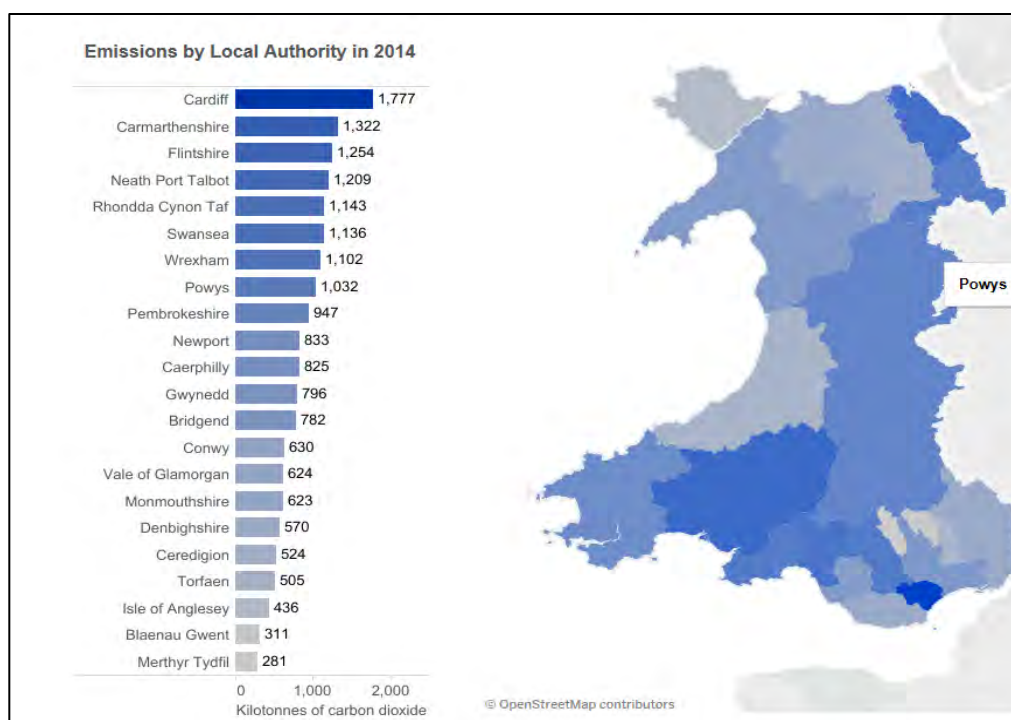 Emissions by Local Authority in 2014
Cardiff 1,777
Carmarthenshire 1,322
Flintshire 1,254
Neath Port Talbot 1,209
Rhondda Cynon Taf 1,143
Swansea 1,136
Wrexham 1,102
Powys 1,032
Pembrokeshire 947
Newport 833
Caerphilly 825
Gwynedd 796
Bridgend 782
Conwy 630
Vale of Glamorgan 624
Monmouthshire 623
Denbighshire 570
Ceredigion 524
Torfaen 505
Isle of Anglesey 436
Blaenau Gwent 311
Merthyr Tydfil 281
0 1,000 2,000
Kilotonnes of carbon dioxide
Powys
© OpenStreetMap contributors